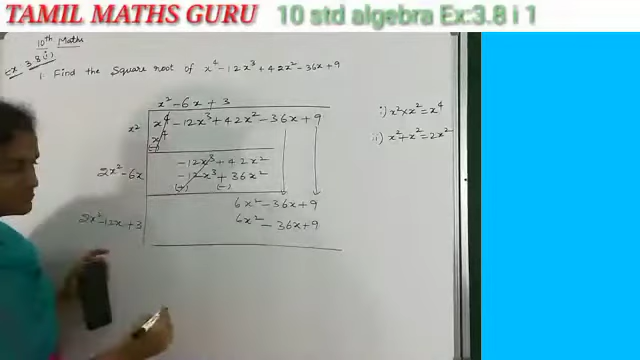 TAMIL MATHS GURU 10 std algebra Ex:3.8 i 1
10th Maths
Ex 3.8 (i)
1. Find the Square root of x⁴-12x³+42x²-36x+9
x²-6x+3
x² x⁴-12x³+42x²-36x+9 i) x²×x²=x⁴
x⁴ ii) x²+x²=2x²
(-)
2x²-6x -12x³+42x²
-12x³+36x²
(+) (-)
6x²-36x+9
2x²-12x+3 6x²-36x+9